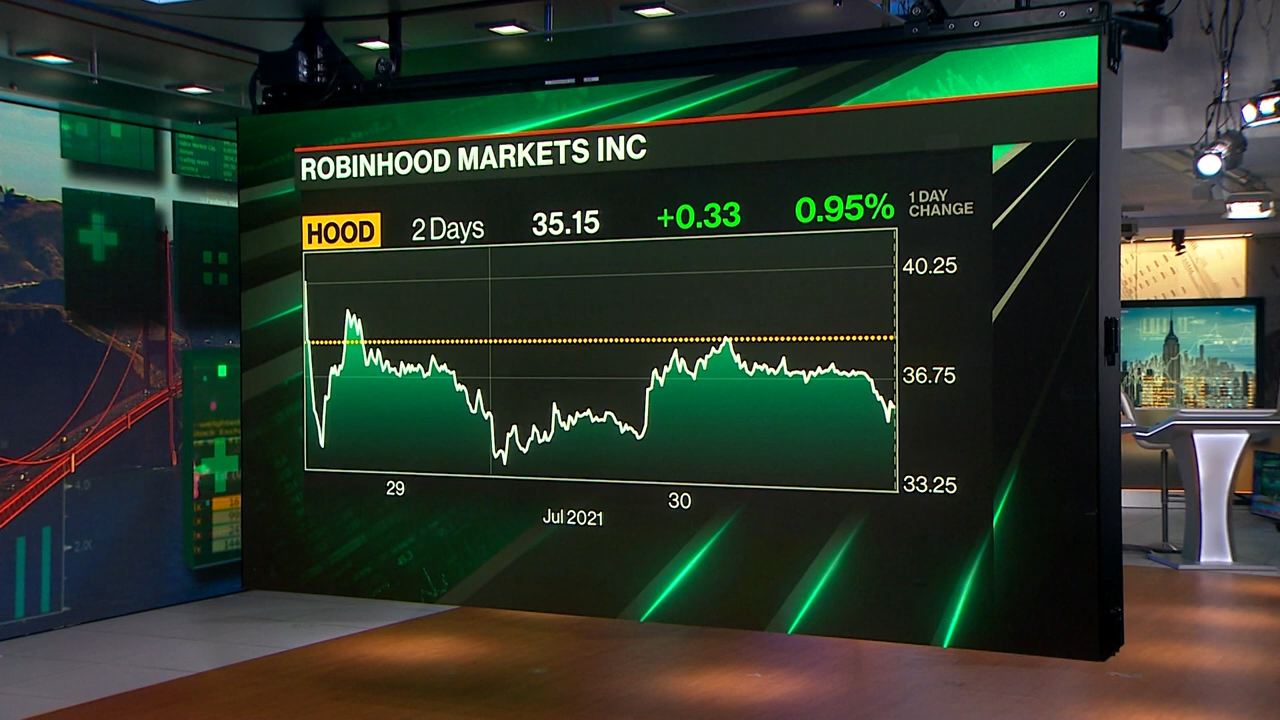 ROBINHOOD MARKETS INC
HOOD 2 Days 35.15 +0.33 0.95% 1 DAY CHANGE
40.25
36.75
33.25
29 30
Jul 2021